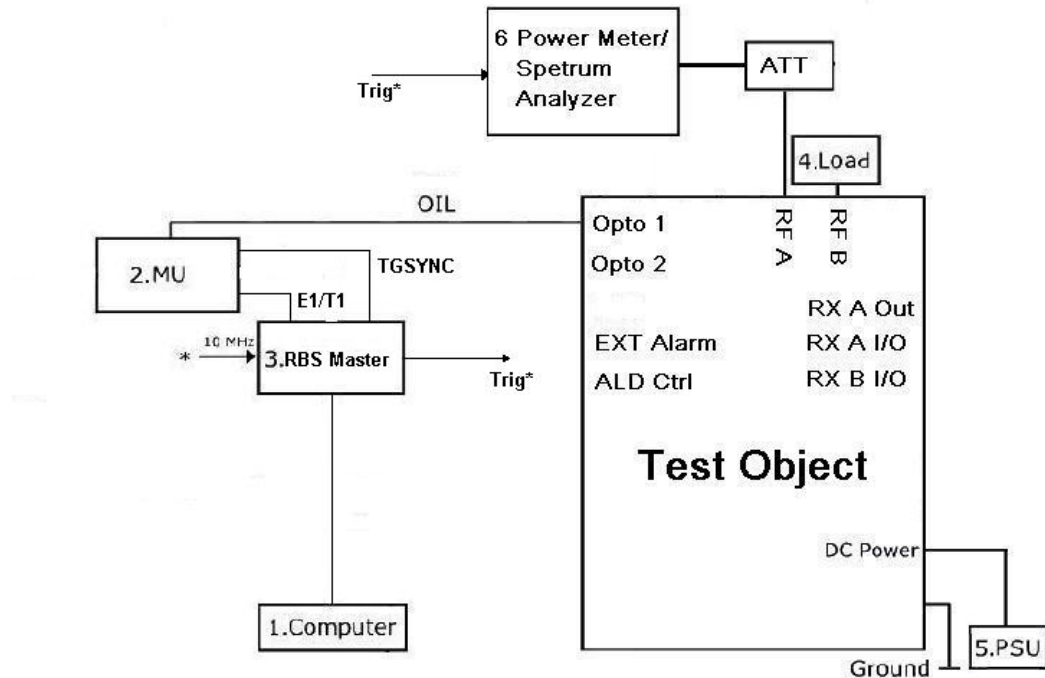 6 Power Meter/
Spetrum
Analyzer
ATT
Trig*
4.Load
OIL
Opto 1
RF A
RF B
2.MU
Opto 2
TGSYNC
E1/T1
RX A Out
10 MHz
*
3.RBS Master
EXT Alarm
RX A I/O
Trig*
ALD Ctrl
RX B I/O
Test Object
DC Power
1.Computer
5.PSU
Ground